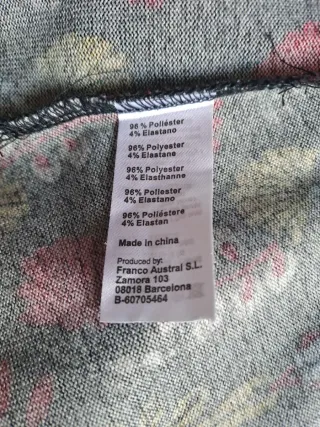 96% Poliéster
4% Elastano
96% Polyester
4% Elastane
96% Polyester
4% Elasthanne
96% Poliester
4% Elastano
96% Poliéstere
4% Elastan
Made in china
Produced by:
Franco Austral S.L.
Zamora 103
08018 Barcelona
B-60705464